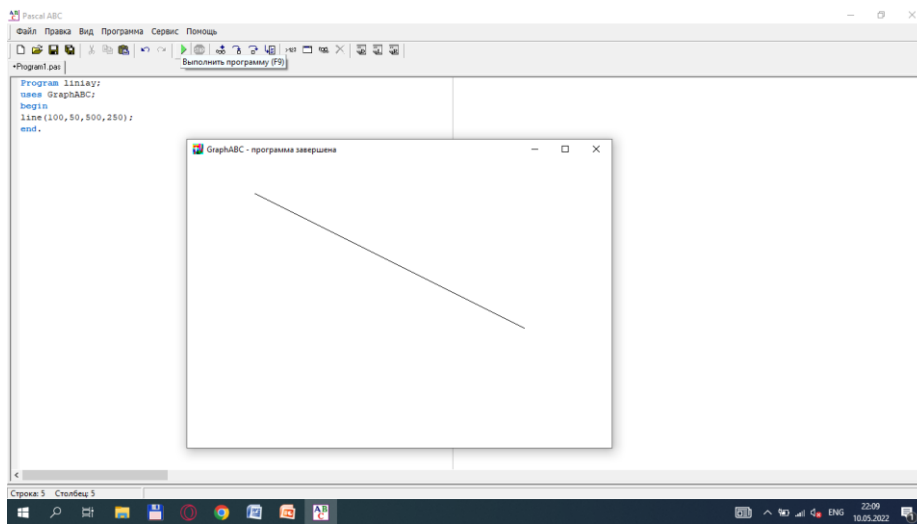 Pascal ABC
Файл Правка Вид Программа Сервис Помощь
•Program1.pas
Выполнить программу (F9)
Program liniay;
uses GraphABC;
begin
line(100,50,500,250);
end.
GraphABC - программа завершена
Строка: 5 Столбец: 5
ENG
22:09
10.05.2022